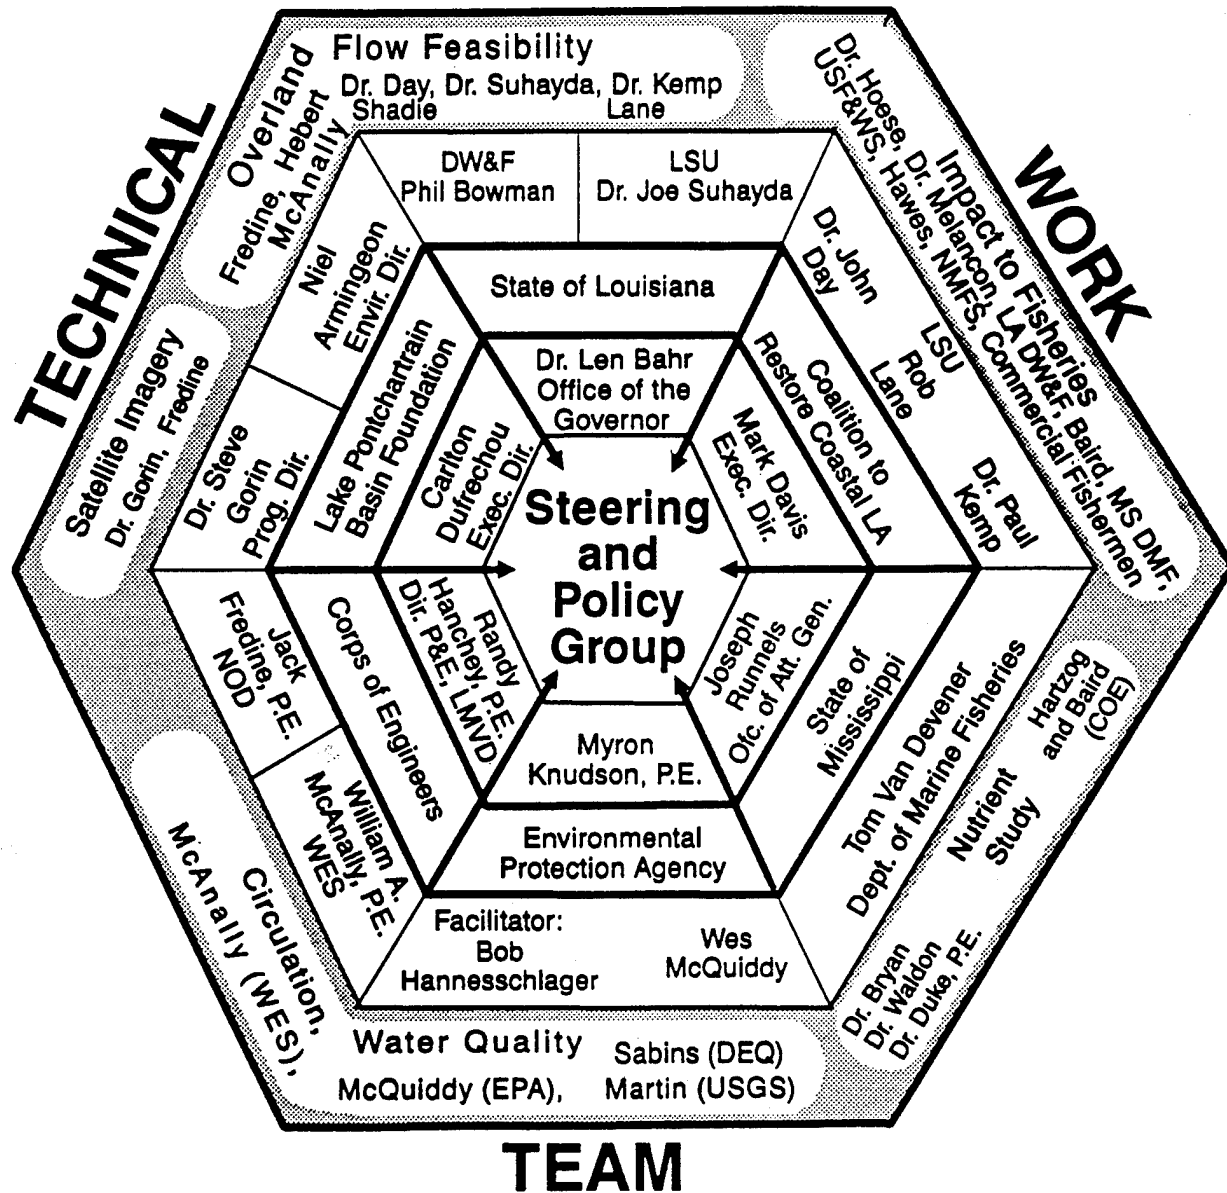 TECHNICAL
WORK
TEAM
Overland
Flow Feasibility
Dr. Day, Dr. Suhayda, Dr. Kemp
Shadie
Lane
Fredine, Hebert
McAnally
Impact to Fisheries
Dr. Hoese, Dr. Melancon, LA DW&F, Baird, MS DMF,
USF&WS, Hawes, NMFS, Commercial Fishermen
Satellite Imagery
Dr. Gorin, Fredine
Hartzog
and Baird
(COE)
Nutrient
Study
Dr. Bryan
Dr. Waldon
Dr. Duke, P.E.
Circulation,
McAnally (WES),
Water Quality
McQuiddy (EPA),
Sabins (DEQ)
Martin (USGS)
DW&F
Phil Bowman
LSU
Dr. Joe Suhayda
Dr. John
Day
LSU
Rob
Lane
Dr. Paul
Kemp
Niel
Armingeon
Envir. Dir.
Dr. Steve
Gorin
Prog. Dir.
Jack
Fredine, P.E.
NOD
William A.
McAnally, P.E.
WES
Facilitator:
Bob
Hannesschlager
Wes
McQuiddy
Tom Van Devener
Dept. of Marine Fisheries
State of Louisiana
Coalition to
Restore Coastal LA
State of
Mississippi
Environmental
Protection Agency
Corps of Engineers
Lake Pontchartrain
Basin Foundation
Dr. Len Bahr
Office of the
Governor
Mark Davis
Exec. Dir.
Joseph
Runnels
Ofc. of Att. Gen.
Myron
Knudson, P.E.
Randy
Hanchey, P.E.
Dir. P&E, LMVD
Carlton
Dufrechou
Exec. Dir.
Steering
and
Policy
Group